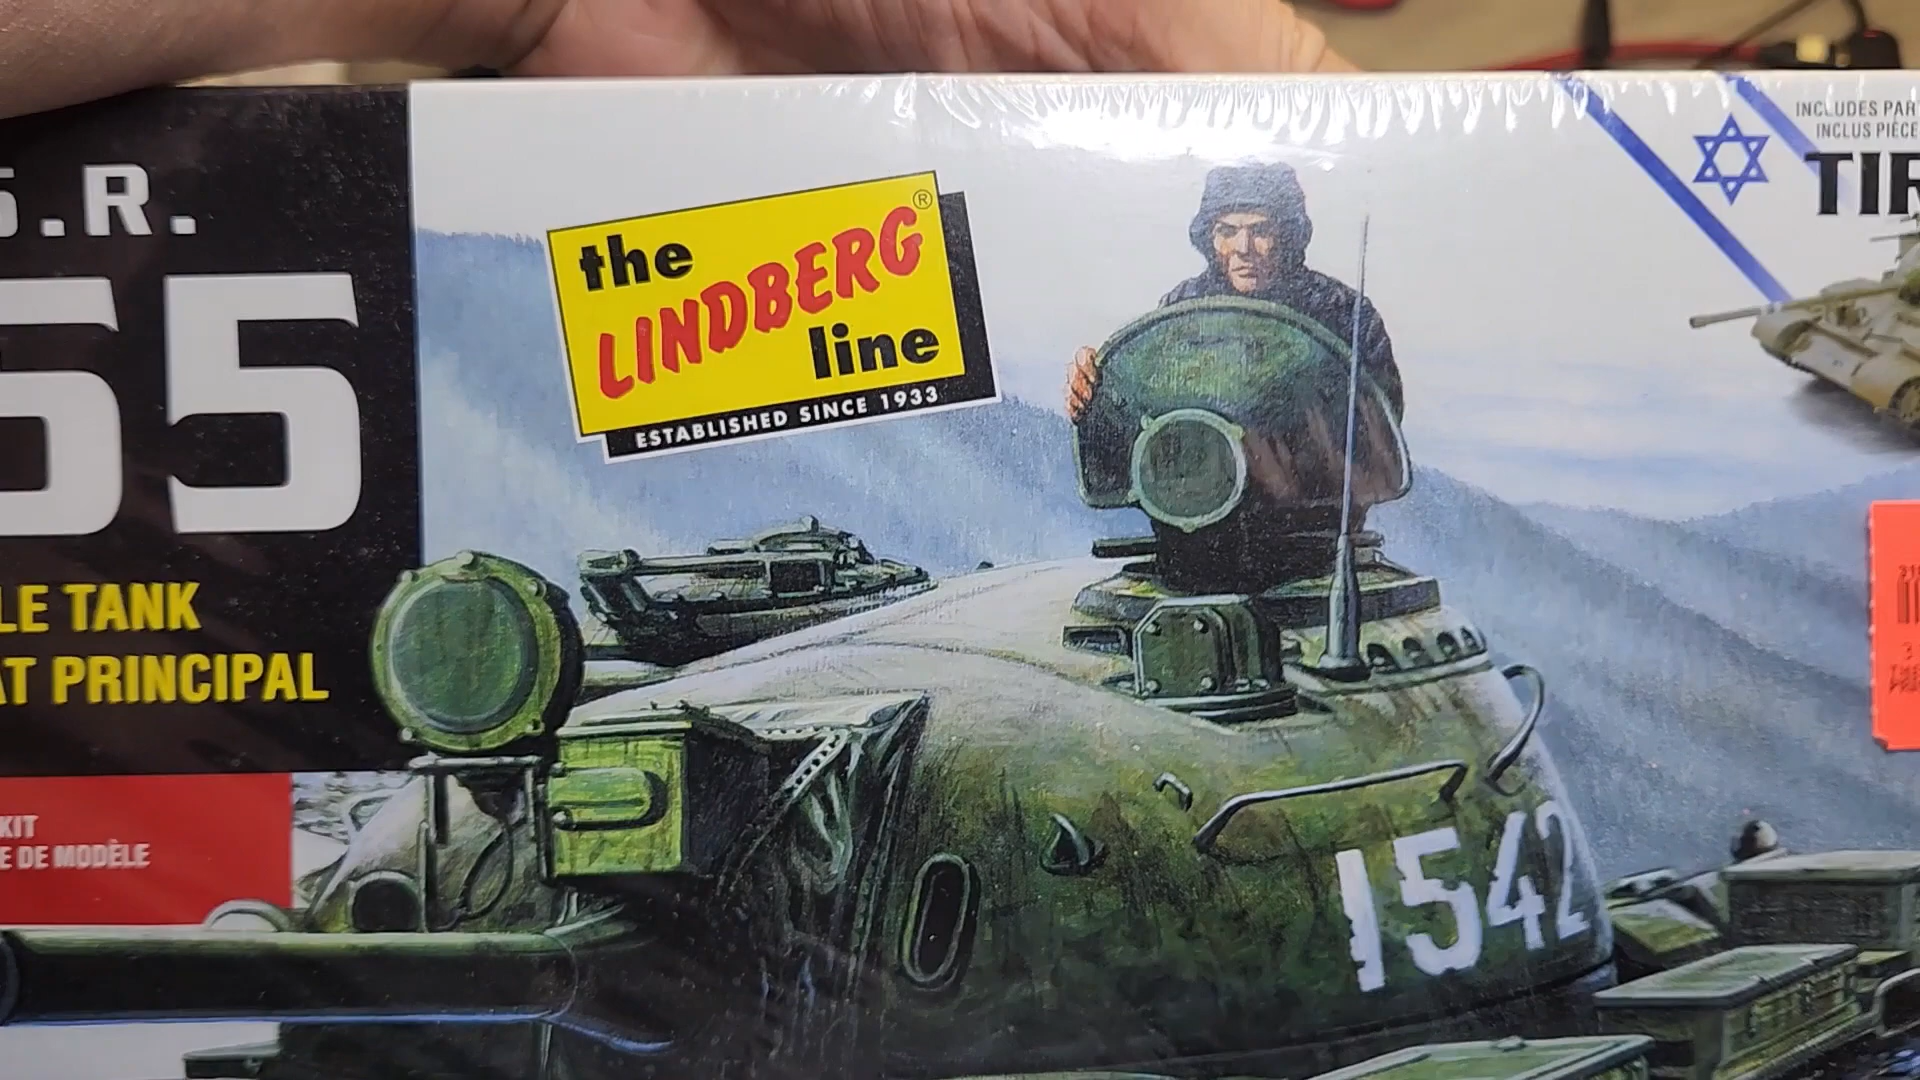 S.R.
55
LE TANK
AT PRINCIPAL
KIT
E DE MODÈLE
the
LINDBERG®
line
ESTABLISHED SINCE 1933
INCLUDES PAR
INCLUS PIÈCE
TIR
1542